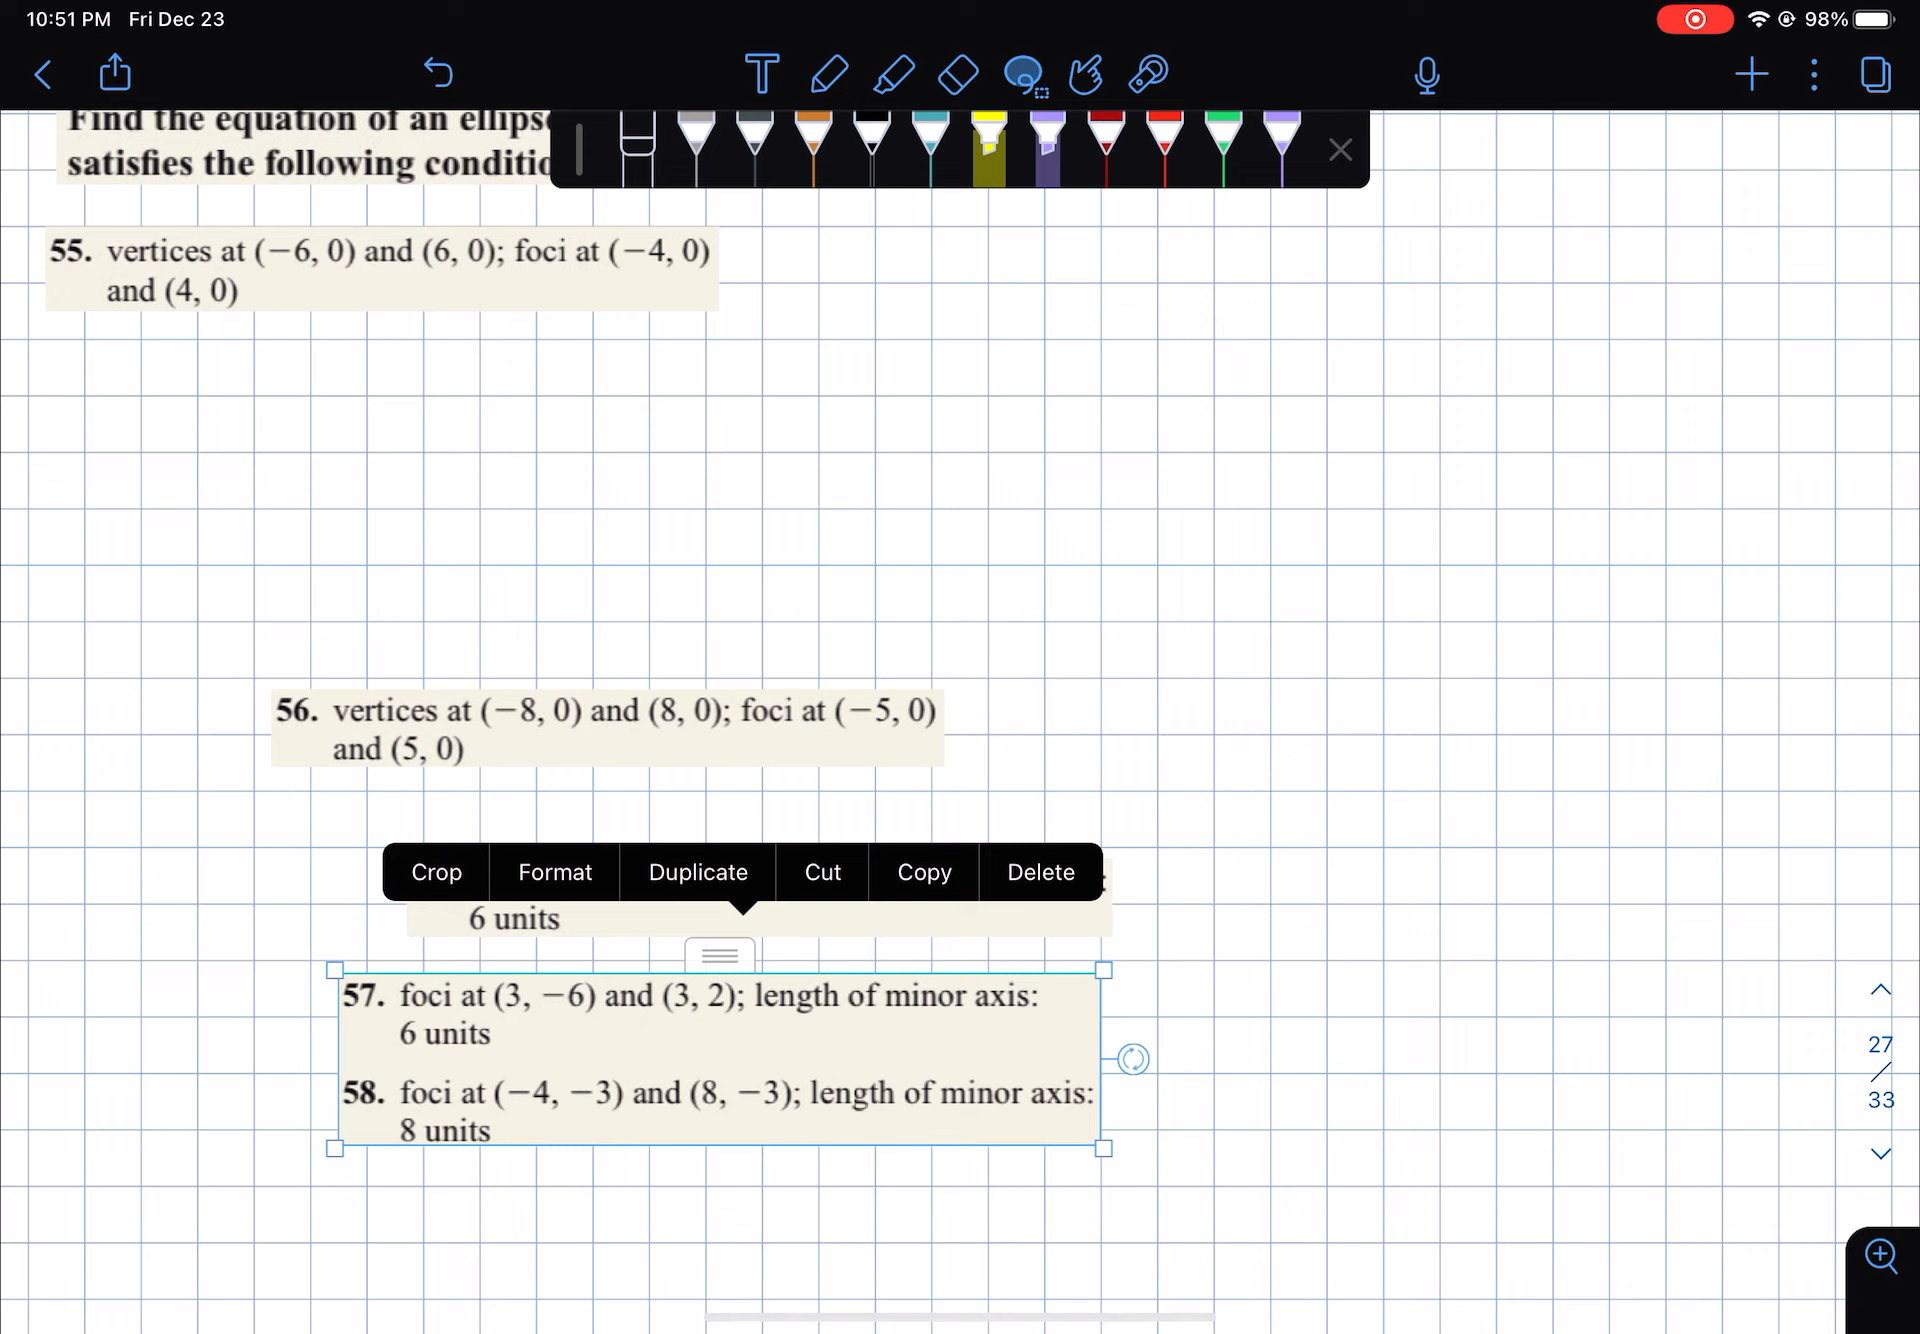 10:51 PM Fri Dec 23
98%
Find the equation of an ellipse
satisfies the following
55. vertices at (−6, 0) and (6, 0); foci at (−4, 0)
and (4, 0)
56. vertices at (−8, 0) and (8, 0); foci at (−5, 0)
and (5, 0)
Crop Format Duplicate Cut Copy Delete
6 units
57. foci at (3, −6) and (3, 2); length of minor axis:
6 units
58. foci at (−4, −3) and (8, −3); length of minor axis:
8 units
27
/
33